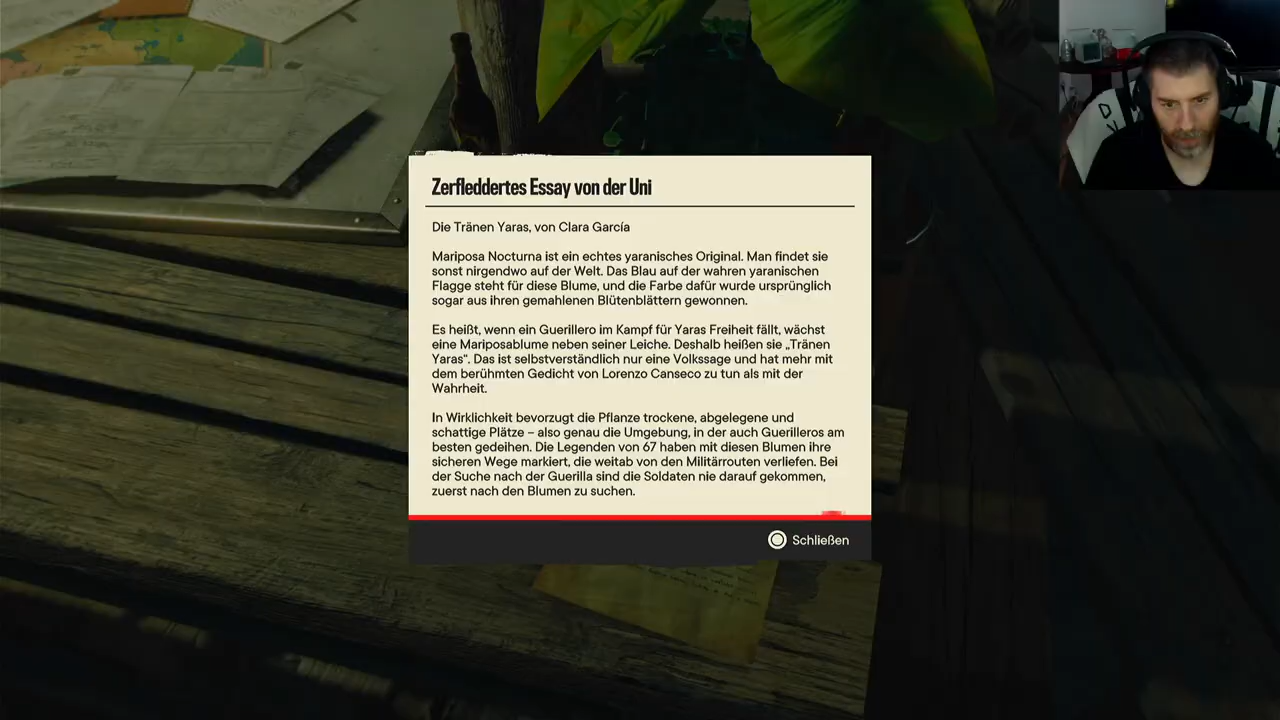 Zerfleddertes Essay von der Uni
Die Tränen Yaras, von Clara García
Mariposa Nocturna ist ein echtes yaranisches Original. Man findet sie
sonst nirgendwo auf der Welt. Das Blau auf der wahren yaranischen
Flagge steht für diese Blume, und die Farbe dafür wurde ursprünglich
sogar aus ihren gemahlenen Blütenblättern gewonnen.
Es heißt, wenn ein Guerillero im Kampf für Yaras Freiheit fällt, wächst
eine Mariposablume neben seiner Leiche. Deshalb heißen sie „Tränen
Yaras“. Das ist selbstverständlich nur eine Volkssage und hat mehr mit
dem berühmten Gedicht von Lorenzo Canseco zu tun als mit der
Wahrheit.
In Wirklichkeit bevorzugt die Pflanze trockene, abgelegene und
schattige Plätze – also genau die Umgebung, in der auch Guerilleros am
besten gedeihen. Die Legenden von 67 haben mit diesen Blumen ihre
sicheren Wege markiert, die weitab von den Militärrouten verliefen. Bei
der Suche nach der Guerilla sind die Soldaten nie darauf gekommen,
zuerst nach den Blumen zu suchen.
Schließen